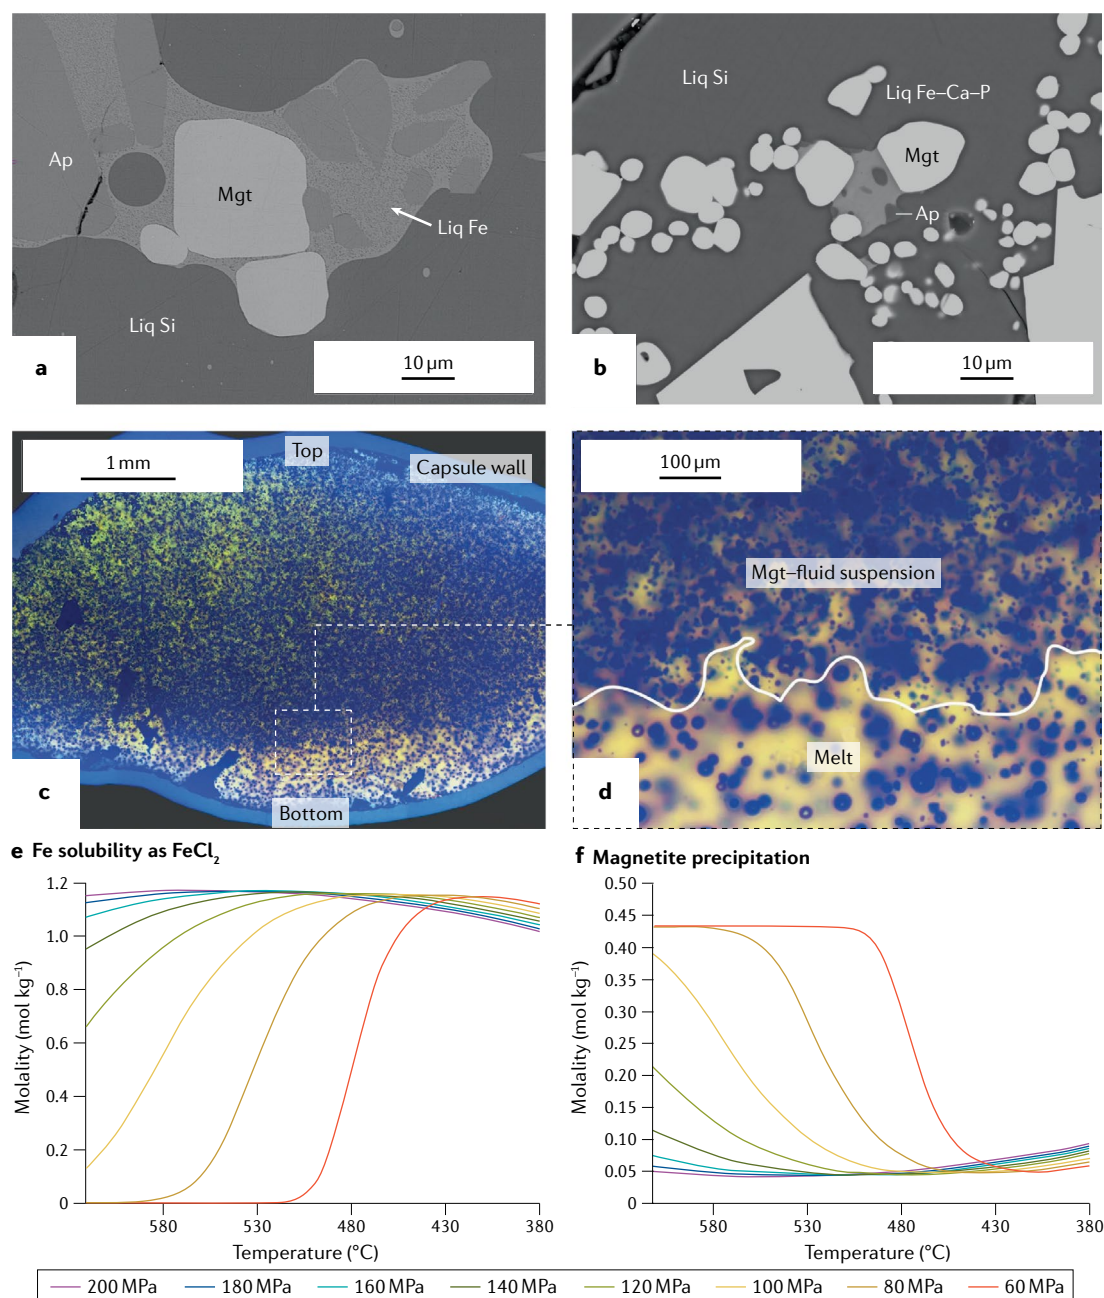 Ap
Mgt
Liq Fe
Liq Si
a
10 µm
Liq Si
Liq Fe–Ca–P
Mgt
Ap
b
10 µm
1 mm
Top
Capsule wall
c
Bottom
100 µm
Mgt–fluid suspension
Melt
d
e Fe solubility as FeCl₂
1.2
1.0
0.8
0.6
0.4
0.2
0
Molality (mol kg⁻¹)
580 530 480 430 380
Temperature (°C)
f Magnetite precipitation
0.50
0.45
0.40
0.35
0.30
0.25
0.20
0.15
0.10
0.05
0
Molality (mol kg⁻¹)
580 530 480 430 380
Temperature (°C)
200 MPa 180 MPa 160 MPa 140 MPa 120 MPa 100 MPa 80 MPa 60 MPa